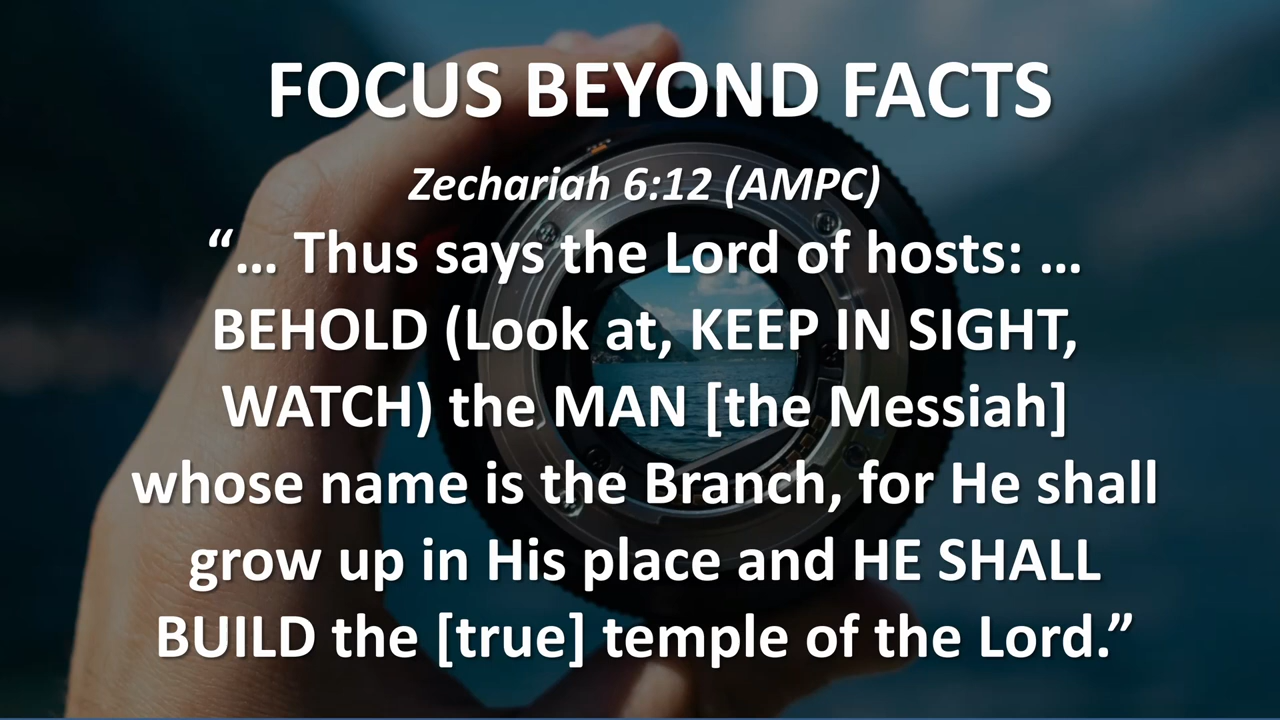 FOCUS BEYOND FACTS
Zechariah 6:12 (AMPC)
“... Thus says the Lord of hosts: ...
BEHOLD (Look at, KEEP IN SIGHT,
WATCH) the MAN [the Messiah]
whose name is the Branch, for He shall
grow up in His place and HE SHALL
BUILD the [true] temple of the Lord.”